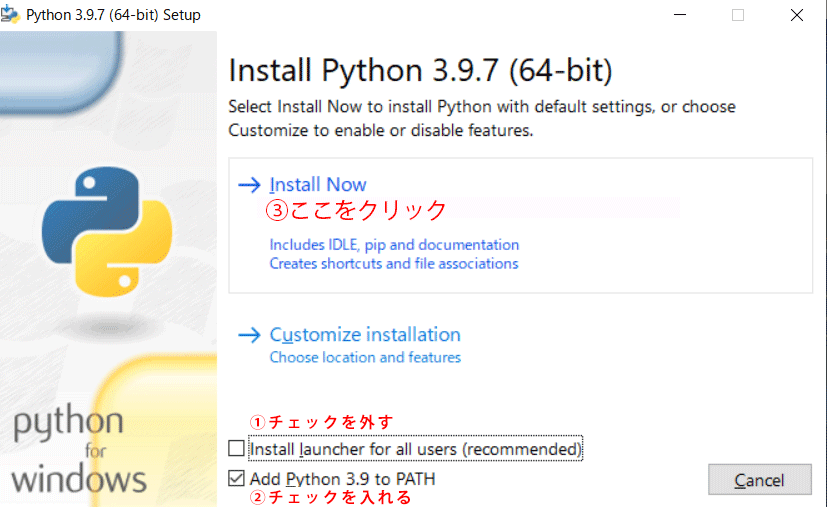 Python 3.9.7 (64-bit) Setup
Install Python 3.9.7 (64-bit)
Select Install Now to install Python with default settings, or choose
Customize to enable or disable features.
Install Now
③ここをクリック
Includes IDLE, pip and documentation
Creates shortcuts and file associations
Customize installation
Choose location and features
①チェックを外す
Install launcher for all users (recommended)
Add Python 3.9 to PATH
②チェックを入れる
python
for
windows
Cancel